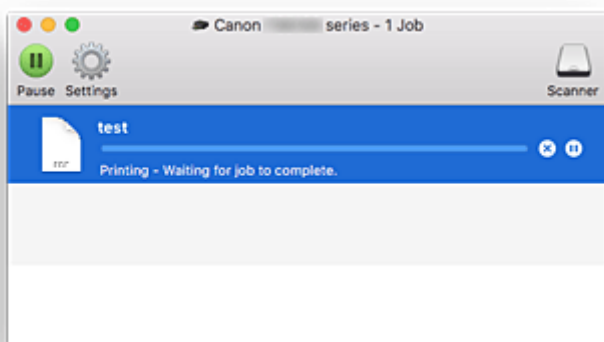 Canon series - 1 Job
Pause Settings
Scanner
test
Printing - Waiting for job to complete.